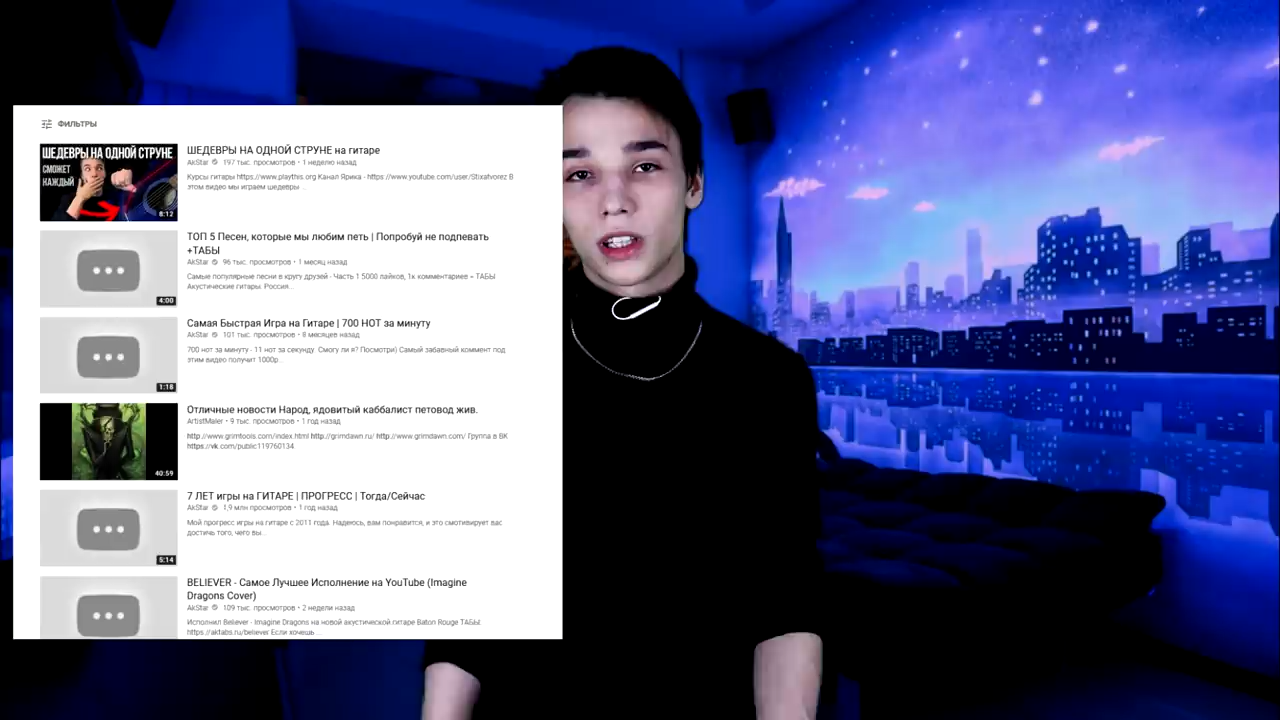 ФИЛЬТРЫ
ШЕДЕВРЫ НА ОДНОЙ СТРУНЕ
СМОЖЕТ
КАЖДЫЙ
8:12
ШЕДЕВРЫ НА ОДНОЙ СТРУНЕ на гитаре
AkStar 197 тыс. просмотров • 1 неделю назад
Курсы гитары https://www.playthis.org Канал Ярика - https://www.youtube.com/user/Stixatvorez В
этом видео мы играем шедевры ...
4:00
ТОП 5 Песен, которые мы любим петь | Попробуй не подпевать
+ТАБЫ
AkStar 96 тыс. просмотров • 1 месяц назад
Самые популярные песни в кругу друзей - Часть 1 5000 лайков, 1к комментариев = ТАБЫ
Акустические гитары. Россия...
1:18
Самая Быстрая Игра на Гитаре | 700 НОТ за минуту
AkStar 101 тыс. просмотров • 8 месяцев назад
700 нот за минуту - 11 нот за секунду. Смогу ли я? Посмотри) Самый забавный коммент под
этим видео получит 1000р...
40:59
Отличные новости Народ, ядовитый каббалист петовод жив.
ArtistMaler • 9 тыс. просмотров • 1 год назад
http://www.grimtools.com/index.html http://grimdawn.ru/ http://www.grimdawn.com/ Группа в ВК
https://vk.com/public119760134
5:14
7 ЛЕТ игры на ГИТАРЕ | ПРОГРЕСС | Тогда/Сейчас
AkStar 1,9 млн просмотров • 1 год назад
Мой прогресс игры на гитаре с 2011 года. Надеюсь, вам понравится, и это смотивирует вас
достичь того, чего вы...
BELIEVER - Самое Лучшее Исполнение на YouTube (Imagine
Dragons Cover)
AkStar 109 тыс. просмотров • 2 недели назад
Исполнил Believer - Imagine Dragons на новой акустической гитаре Baton Rouge ТАБЫ:
https://aktabs.ru/believer Если хочешь ...